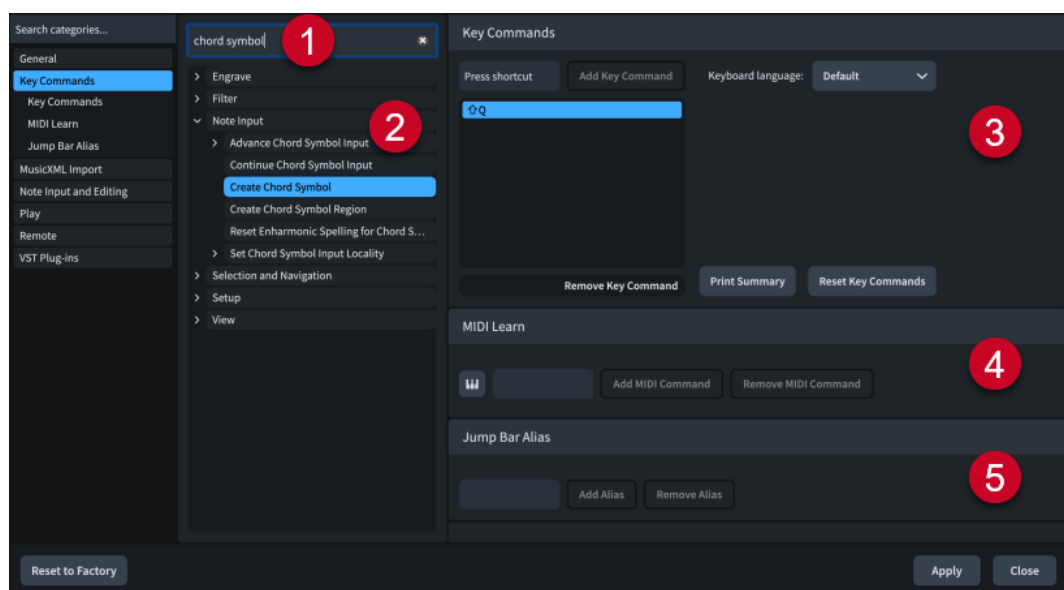 Search categories...
General
Key Commands
Key Commands
MIDI Learn
Jump Bar Alias
MusicXML Import
Note Input and Editing
Play
Remote
VST Plug-ins
chord symbol
1
Engrave
Filter
Note Input
2
Advance Chord Symbol Input
Continue Chord Symbol Input
Create Chord Symbol
Create Chord Symbol Region
Reset Enharmonic Spelling for Chord S...
Set Chord Symbol Input Locality
Selection and Navigation
Setup
View
Key Commands
Press shortcut Add Key Command Keyboard language: Default
⇧Q
3
Remove Key Command Print Summary Reset Key Commands
MIDI Learn
4
Add MIDI Command Remove MIDI Command
Jump Bar Alias
5
Add Alias Remove Alias
Reset to Factory Apply Close